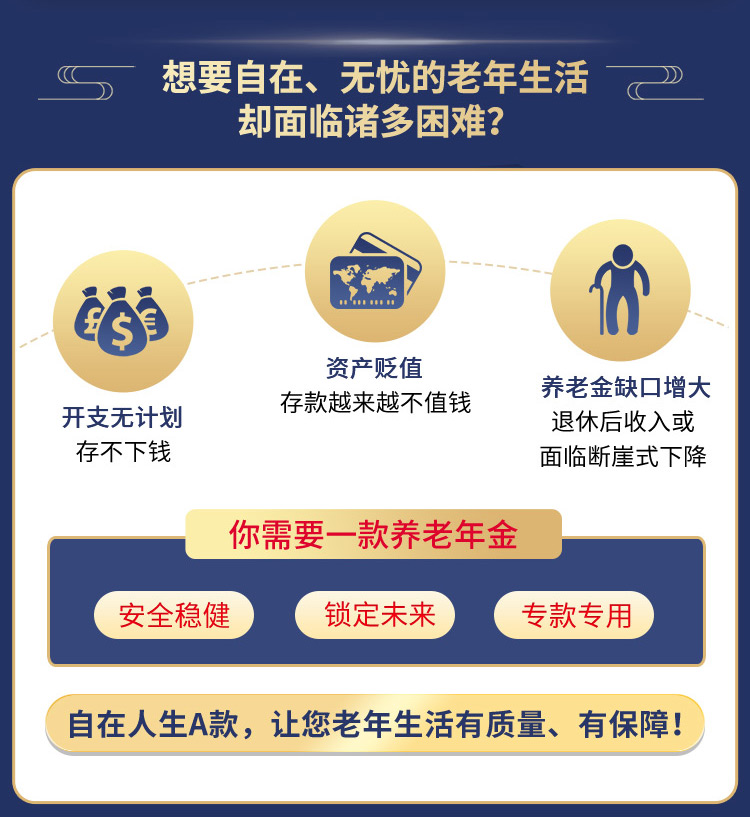 想要自在、无忧的老年生活
却面临诸多困难？
£
$
€
开支无计划
存不下钱
资产贬值
存款越来越不值钱
养老金缺口增大
退休后收入或
面临断崖式下降
你需要一款养老年金
安全稳健
锁定未来
专款专用
自在人生A款，让您老年生活有质量、有保障！